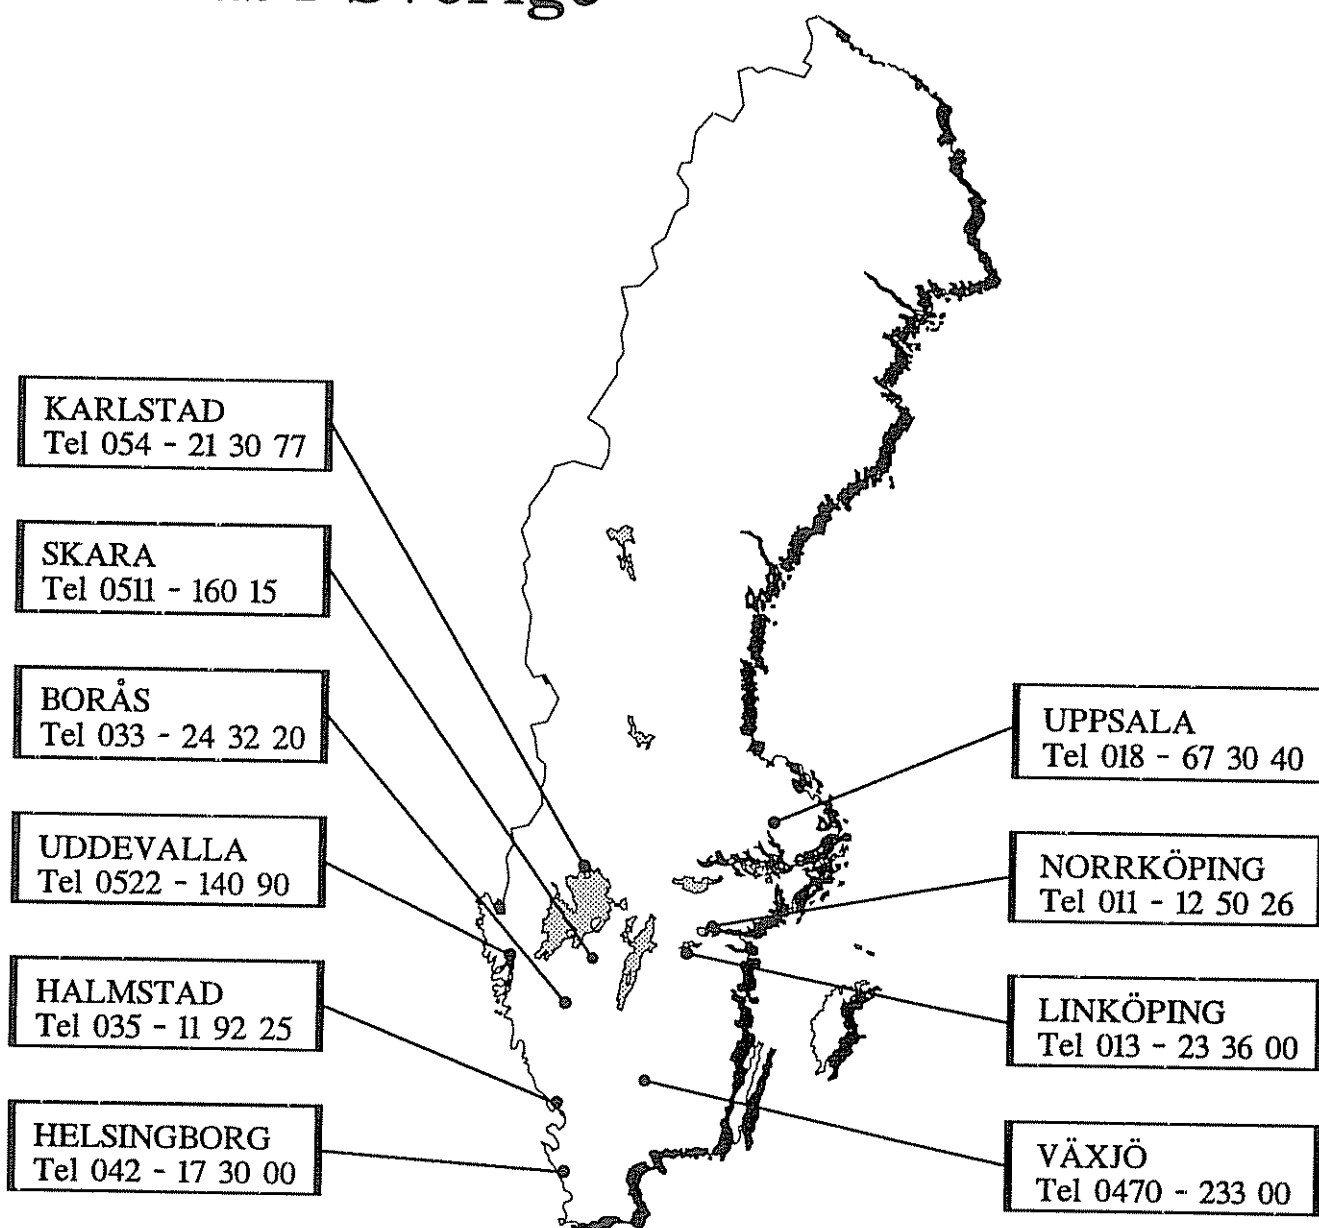 Sverige
KARLSTAD
Tel 054 - 21 30 77
SKARA
Tel 0511 - 160 15
BORÅS
Tel 033 - 24 32 20
UDDEVALLA
Tel 0522 - 140 90
HALMSTAD
Tel 035 - 11 92 25
HELSINGBORG
Tel 042 - 17 30 00
UPPSALA
Tel 018 - 67 30 40
NORRKÖPING
Tel 011 - 12 50 26
LINKÖPING
Tel 013 - 23 36 00
VÄXJÖ
Tel 0470 - 233 00